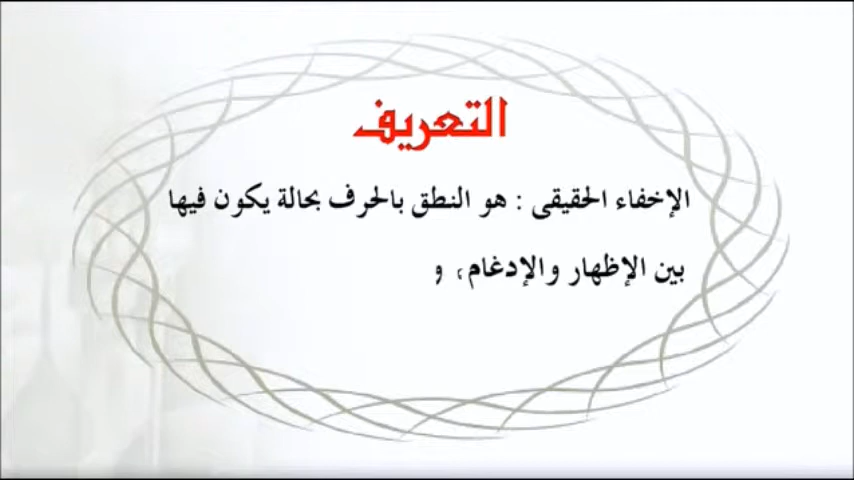 التعريف
الإخفاء الحقيقى : هو النطق بالحرف بحالة يكون فيها
بين الإظهار والإدغام، و